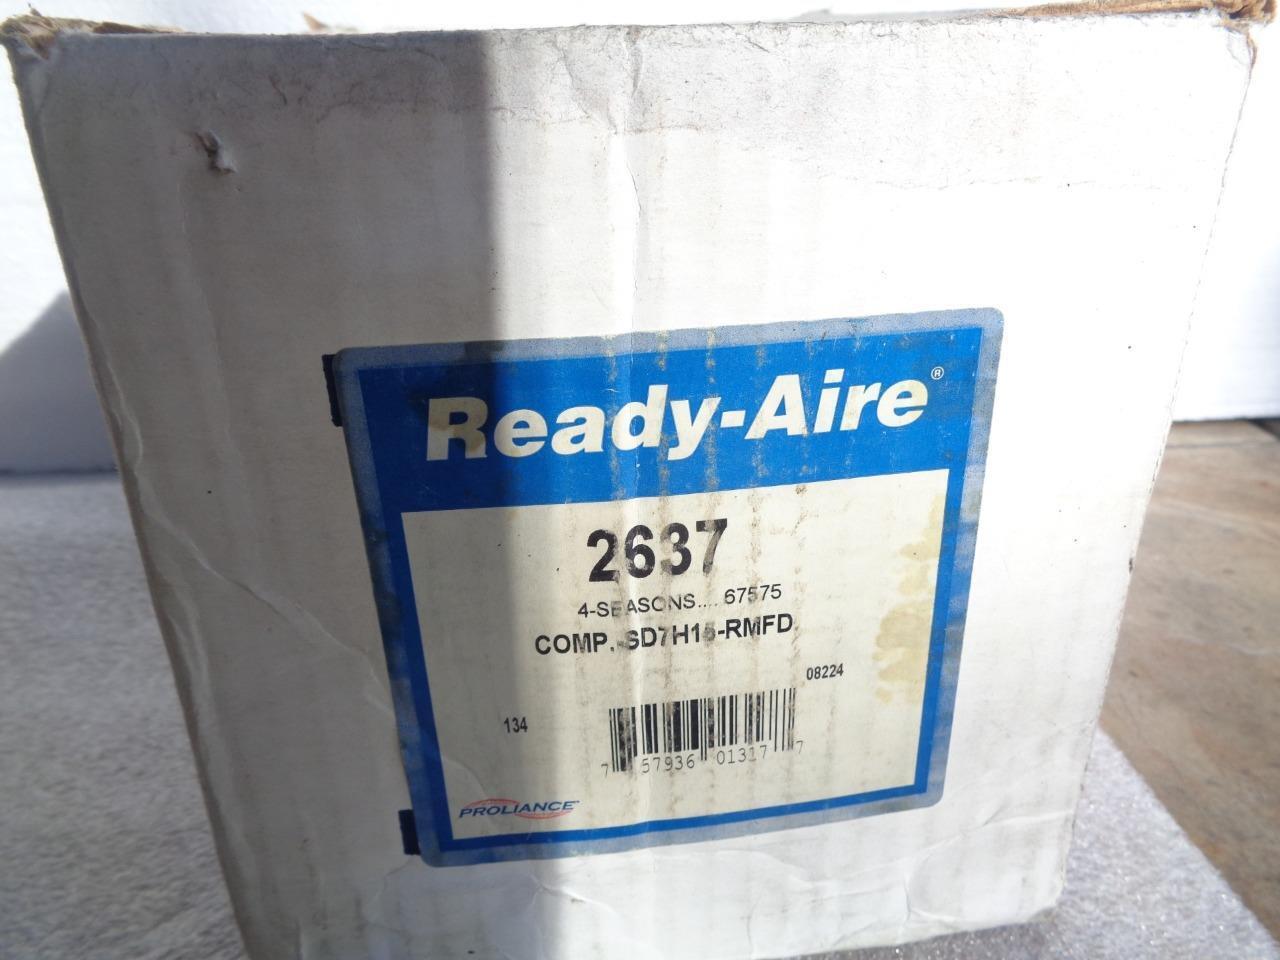 Ready-Aire®
2637
4-SEASONS.... 67575
COMP.-SD7H15-RMFD.
08224
134
7 57936 01317 7
PROLIANCE